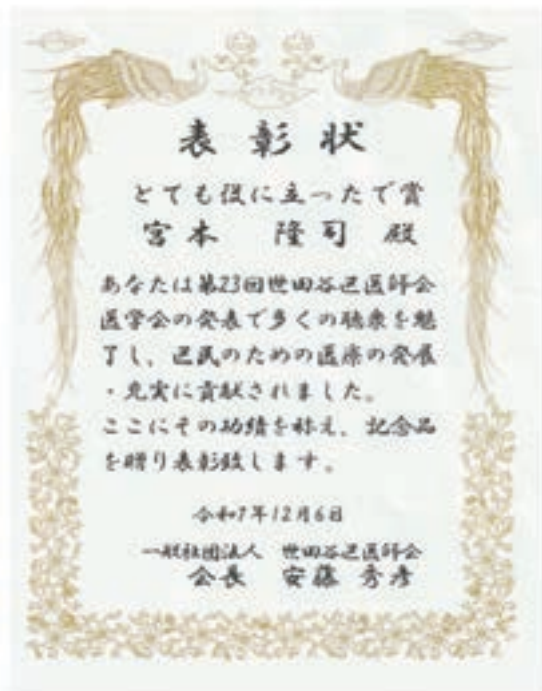 表彰状
とても役に立ったで賞
宮本　隆司　殿
あなたは第23回世田谷区医師会
医学会の発表で多くの聴衆を魅
了し、区民のための医療の発展
・充実に貢献されました。
ここにその功績を称え、記念品
を贈り表彰致します。
令和7年12月6日
一般社団法人　世田谷区医師会
会長　安藤 秀彦